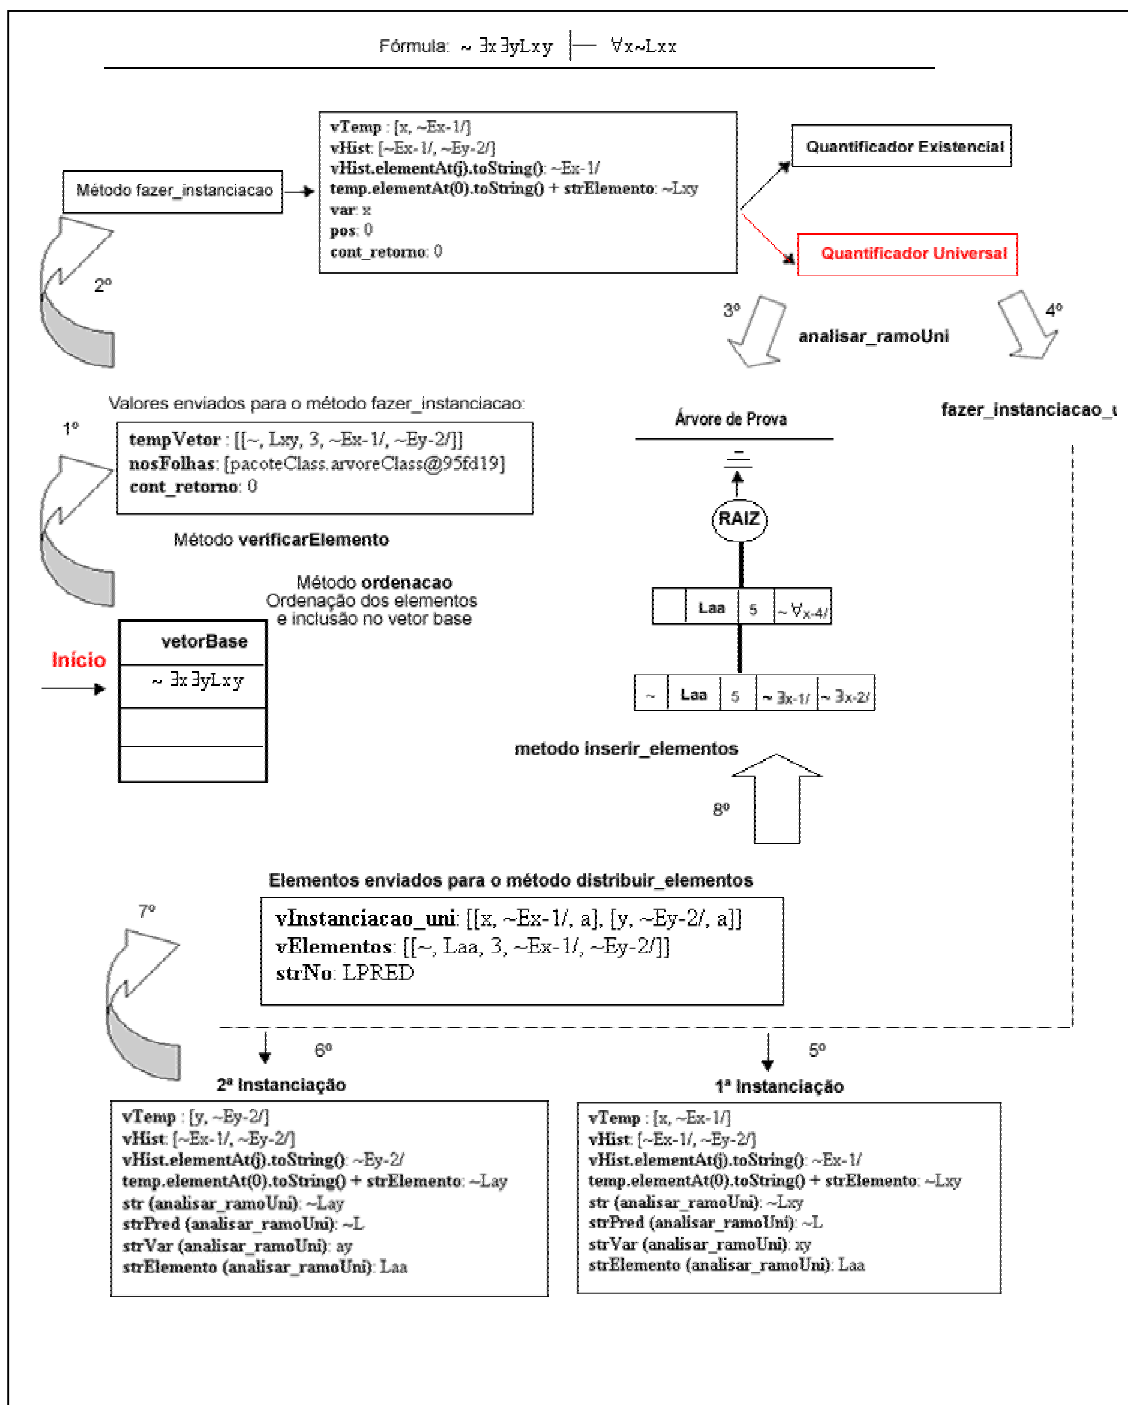 Fórmula: ~ ∃x∃yLxy ├─ ∀x~Lxx
vTemp : [x, ~Ex-1/]
vHist: [~Ex-1/, ~Ey-2/]
vHist.elementAt(j).toString(): ~Ex-1/
temp.elementAt(0).toString() + strElemento: ~Lxy
var: x
pos: 0
cont_retorno: 0
Método fazer_instanciacao
Quantificador Existencial
Quantificador Universal
2º
3º
4º
analisar_ramoUni
Valores enviados para o método fazer_instanciacao:
1º
tempVetor : [[~, Lxy, 3, ~Ex-1/, ~Ey-2/]]
nosFolhas: [pacoteClass.arvoreClass@95fd19]
cont_retorno: 0
Método verificarElemento
fazer_instanciacao_u
Árvore de Prova
RAIZ
Laa 5 ~ ∀x-4/
~ Laa 5 ~ ∃x-1/ ~ ∃x-2/
Método ordenacao
Ordenação dos elementos
e inclusão no vetor base
Início
vetorBase
~ ∃x∃yLxy
metodo inserir_elementos
8º
Elementos enviados para o método distribuir_elementos
7º
vInstanciacao_uni: [[x, ~Ex-1/, a], [y, ~Ey-2/, a]]
vElementos: [[~, Laa, 3, ~Ex-1/, ~Ey-2/]]
strNo: LPRED
6º
5º
2ª Instanciação
vTemp : [y, ~Ey-2/]
vHist: [~Ex-1/, ~Ey-2/]
vHist.elementAt(j).toString(): ~Ey-2/
temp.elementAt(0).toString() + strElemento: ~Lay
str (analisar_ramoUni): ~Lay
strPred (analisar_ramoUni): ~L
strVar (analisar_ramoUni): ay
strElemento (analisar_ramoUni): Laa
1ª Instanciação
vTemp : [x, ~Ex-1/]
vHist: [~Ex-1/, ~Ey-2/]
vHist.elementAt(j).toString(): ~Ex-1/
temp.elementAt(0).toString() + strElemento: ~Lxy
str (analisar_ramoUni): ~Lxy
strPred (analisar_ramoUni): ~L
strVar (analisar_ramoUni): xy
strElemento (analisar_ramoUni): Laa